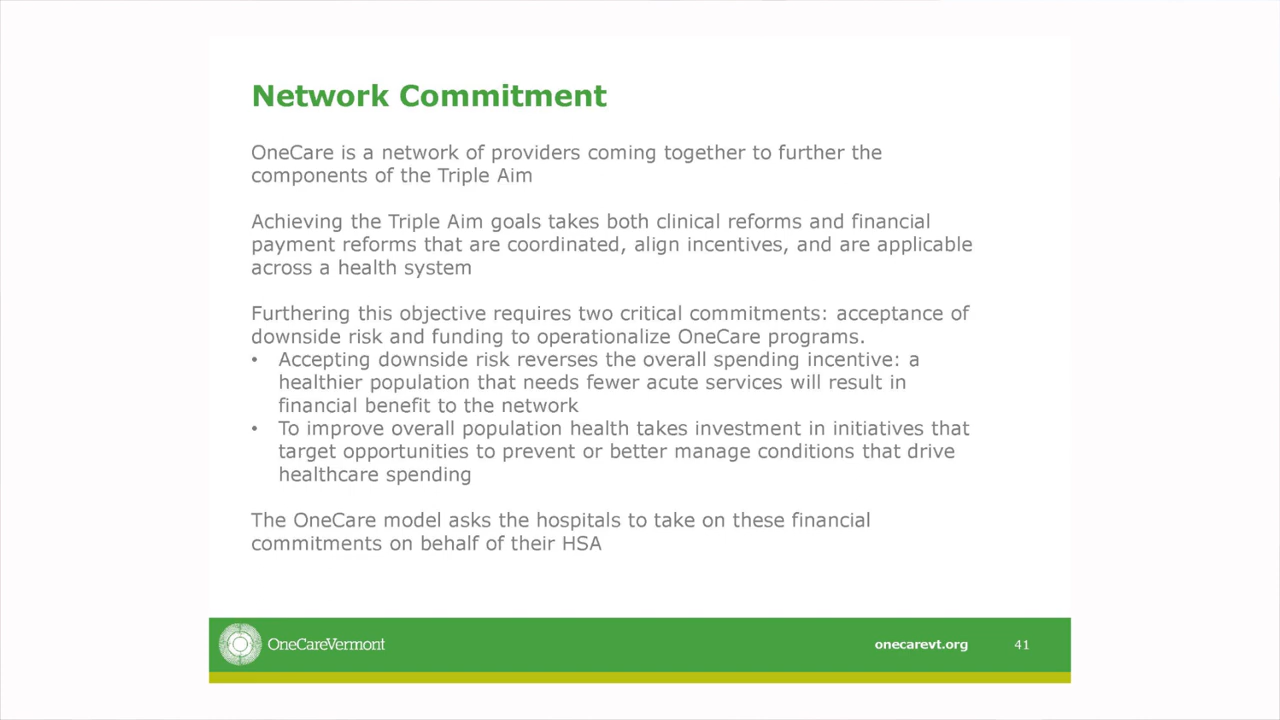 Network Commitment
OneCare is a network of providers coming together to further the
components of the Triple Aim
Achieving the Triple Aim goals takes both clinical reforms and financial
payment reforms that are coordinated, align incentives, and are applicable
across a health system
Furthering this objective requires two critical commitments: acceptance of
downside risk and funding to operationalize OneCare programs.
• Accepting downside risk reverses the overall spending incentive: a
healthier population that needs fewer acute services will result in
financial benefit to the network
• To improve overall population health takes investment in initiatives that
target opportunities to prevent or better manage conditions that drive
healthcare spending
The OneCare model asks the hospitals to take on these financial
commitments on behalf of their HSA
OneCareVermont
onecarevt.org 41